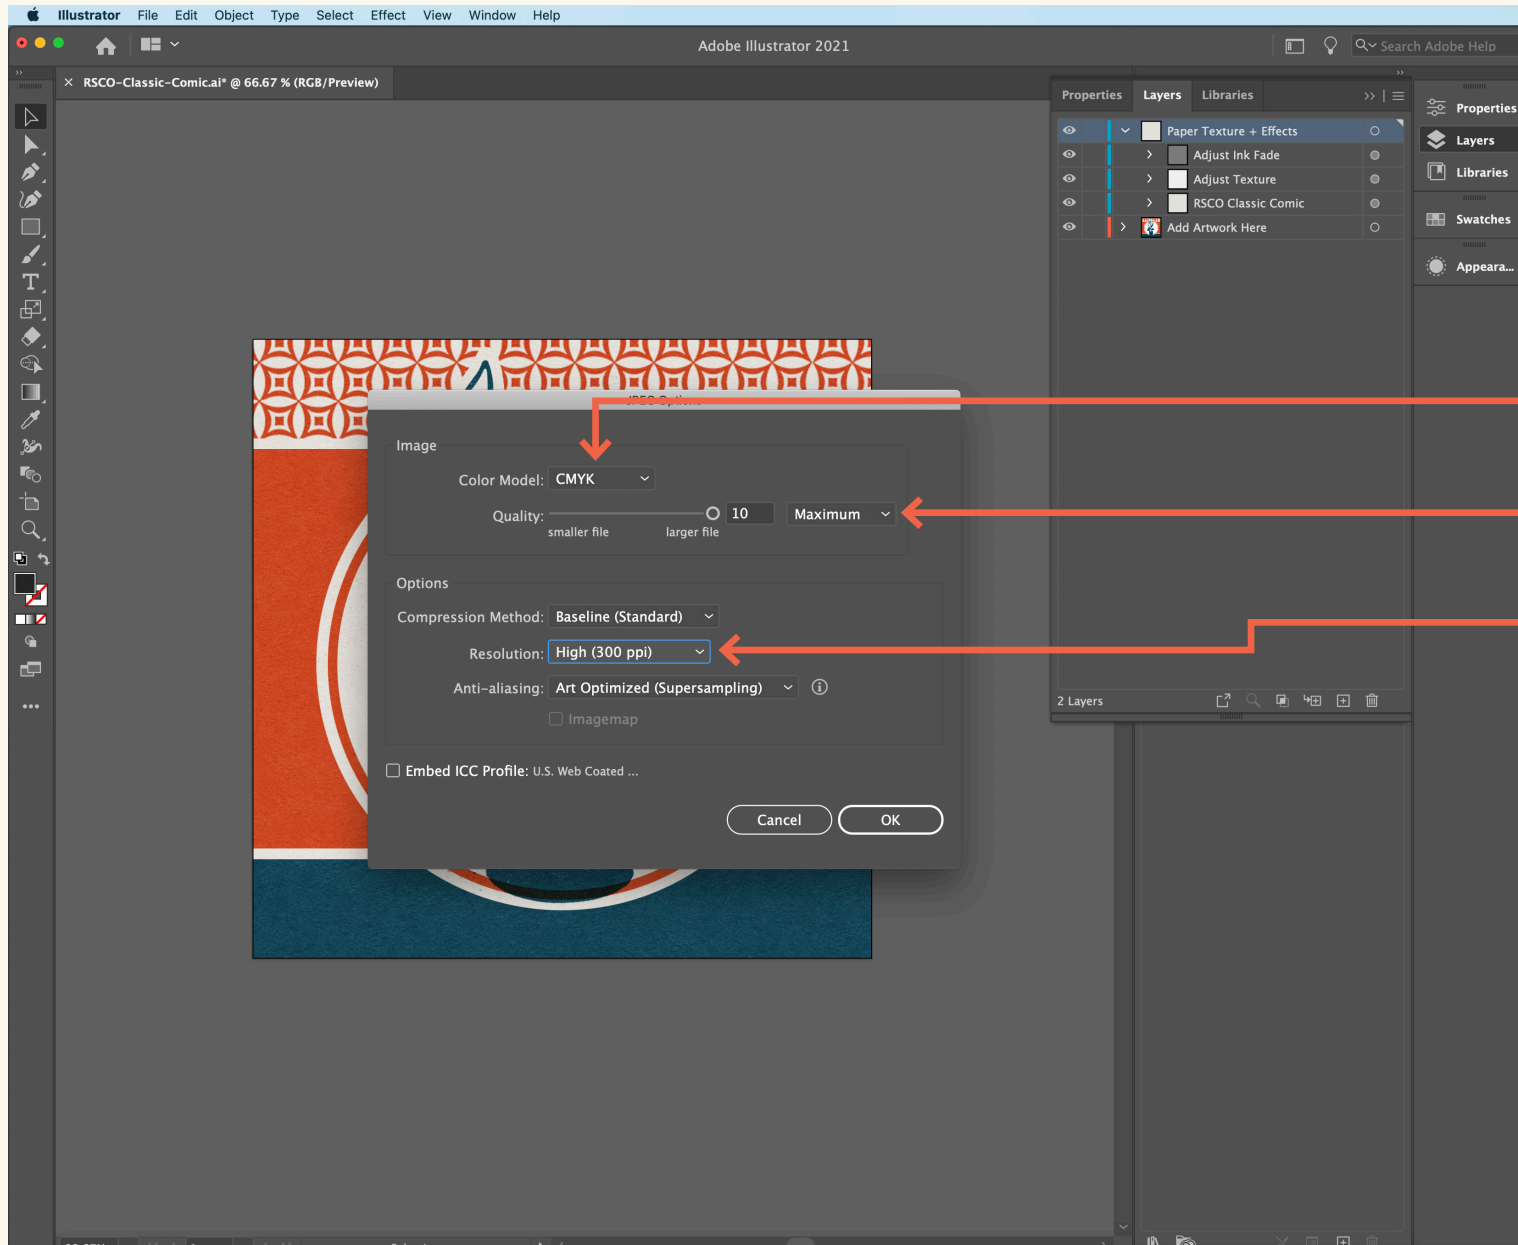 Illustrator File Edit Object Type Select Effect View Window Help
Adobe Illustrator 2021
Search Adobe Help
× RSCO-Classic-Comic.ai* @ 66.67 % (RGB/Preview)
Properties Layers Libraries
Paper Texture + Effects
Adjust Ink Fade
Adjust Texture
RSCO Classic Comic
Add Artwork Here
2 Layers
Properties
Layers
Libraries
Swatches
Appeara...
JPEG Options
Image
Color Model: CMYK
Quality: 10 Maximum
smaller file larger file
Options
Compression Method: Baseline (Standard)
Resolution: High (300 ppi)
Anti-aliasing: Art Optimized (Supersampling)
Imagemap
Embed ICC Profile: U.S. Web Coated ...
Cancel OK